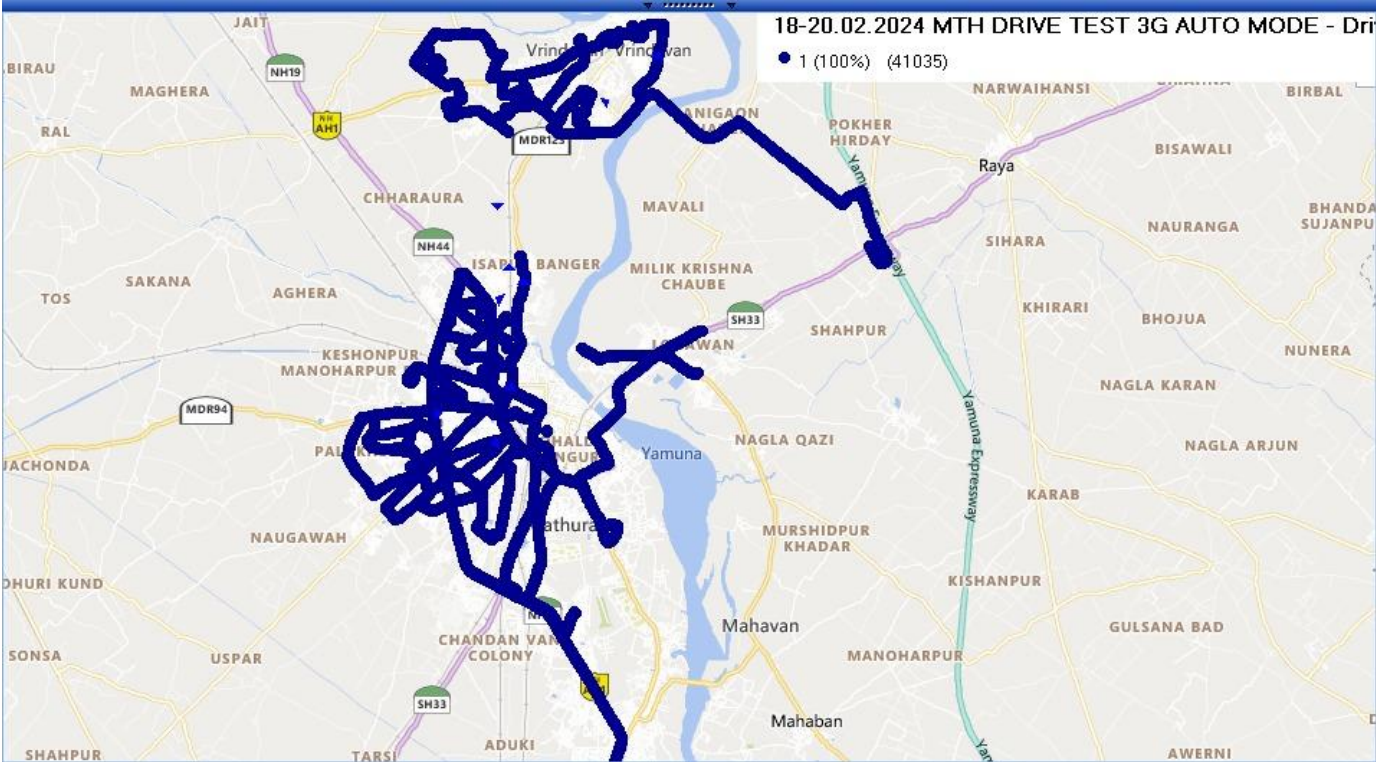 18-20.02.2024 MTH DRIVE TEST 3G AUTO MODE - Dri
1 (100%) (41035)
JAIT
Vrindavan
BIRAU
NH19
MAGHERA
NARWAIHANSI
BIRBAL
RAL
NH
AH1
MDR123
POKHER
HIRDAY
BISAWALI
Raya
CHHARAURA
MAVALI
BHANDA
SUJANPU
NAURANGA
NH44
SIHARA
BANGER
MILIK KRISHNA
CHAUBE
SAKANA
TOS
AGHERA
KHIRARI
SH33
BHOJUA
SHAHPUR
KESHONPUR
MANOHARPUR
NUNERA
NAGLA KARAN
MDR94
NAGLA QAZI
NAGLA ARJUN
Yamuna
Yamuna Expressway
JACHONDA
KARAB
athura
NAUGAWAH
MURSHIDPUR
KHADAR
DHURI KUND
KISHANPUR
Mahavan
GULSANA BAD
CHANDAN VAN
COLONY
SONSA
USPAR
MANOHARPUR
SH33
Mahaban
ADUKI
SHAHPUR
TARSI
AWERNI